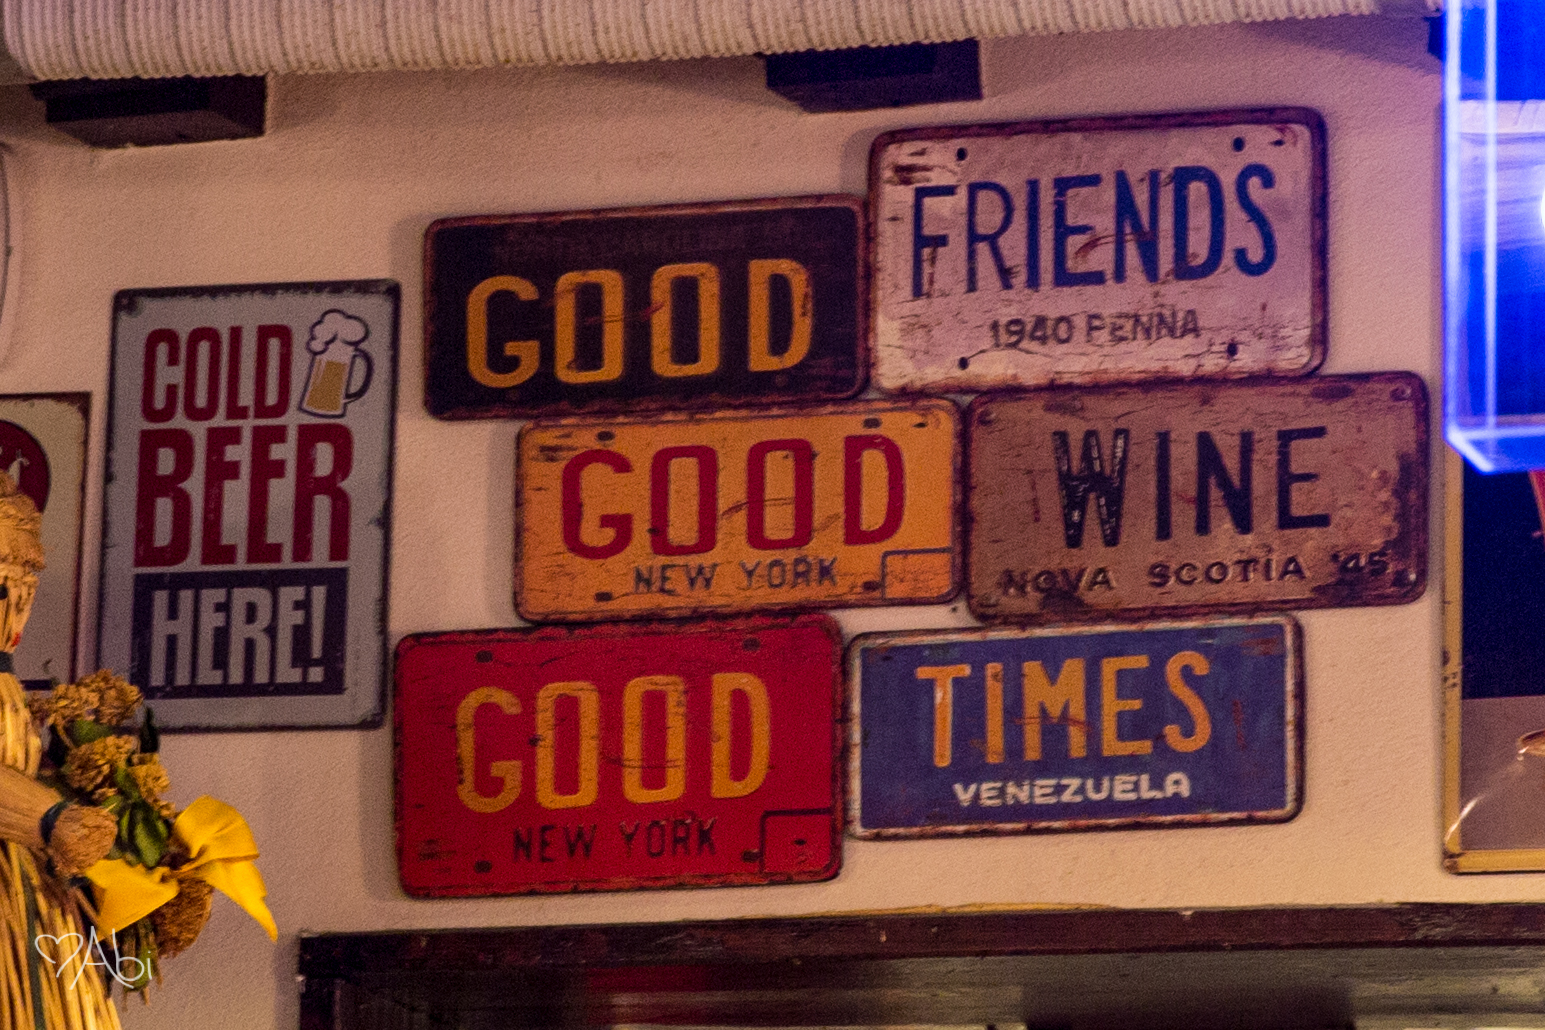 COLD
BEER
HERE!
GOOD
FRIENDS
1940 PENNA
GOOD
NEW YORK
WINE
NOVA SCOTIA '45
GOOD
NEW YORK
TIMES
VENEZUELA
Abi